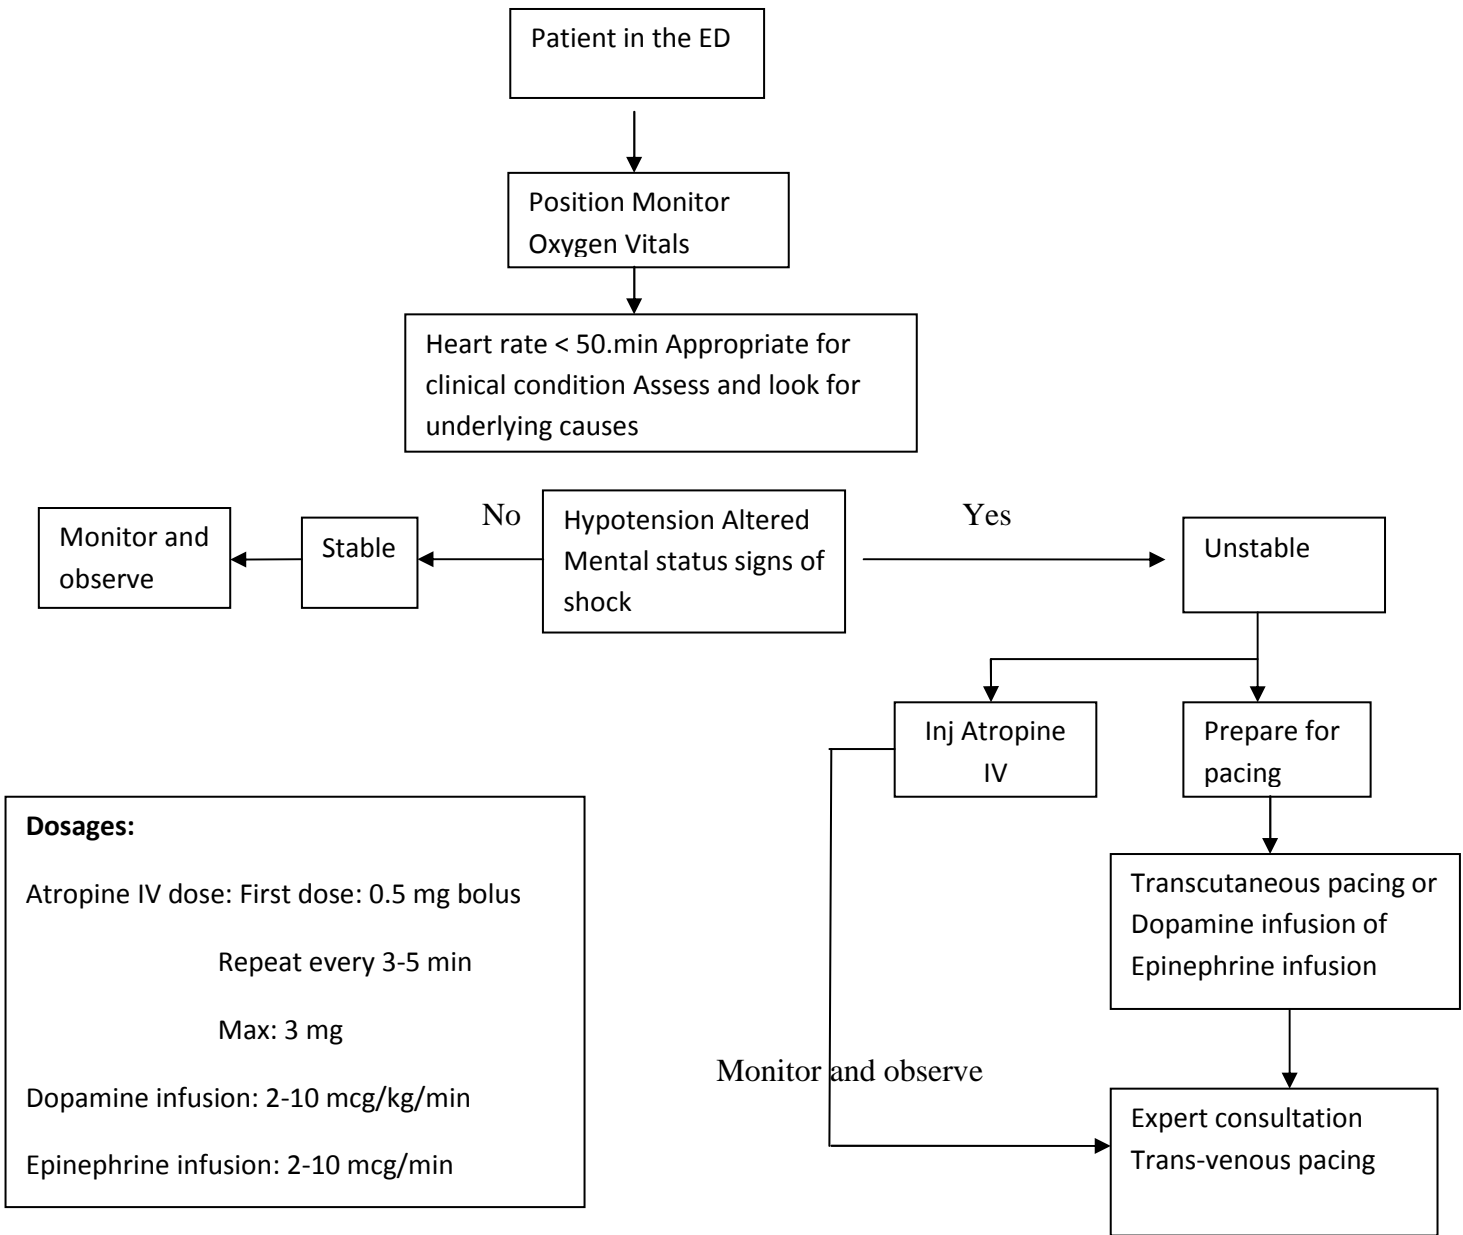 Patient in the ED
Position Monitor
Oxygen Vitals
Heart rate < 50.min Appropriate for
clinical condition Assess and look for
underlying causes
No
Hypotension Altered
Mental status signs of
shock
Yes
Monitor and
observe
Stable
Unstable
Inj Atropine
IV
Prepare for
pacing
Dosages:
Atropine IV dose: First dose: 0.5 mg bolus
Repeat every 3-5 min
Max: 3 mg
Dopamine infusion: 2-10 mcg/kg/min
Epinephrine infusion: 2-10 mcg/min
Transcutaneous pacing or
Dopamine infusion of
Epinephrine infusion
Monitor and observe
Expert consultation
Trans-venous pacing